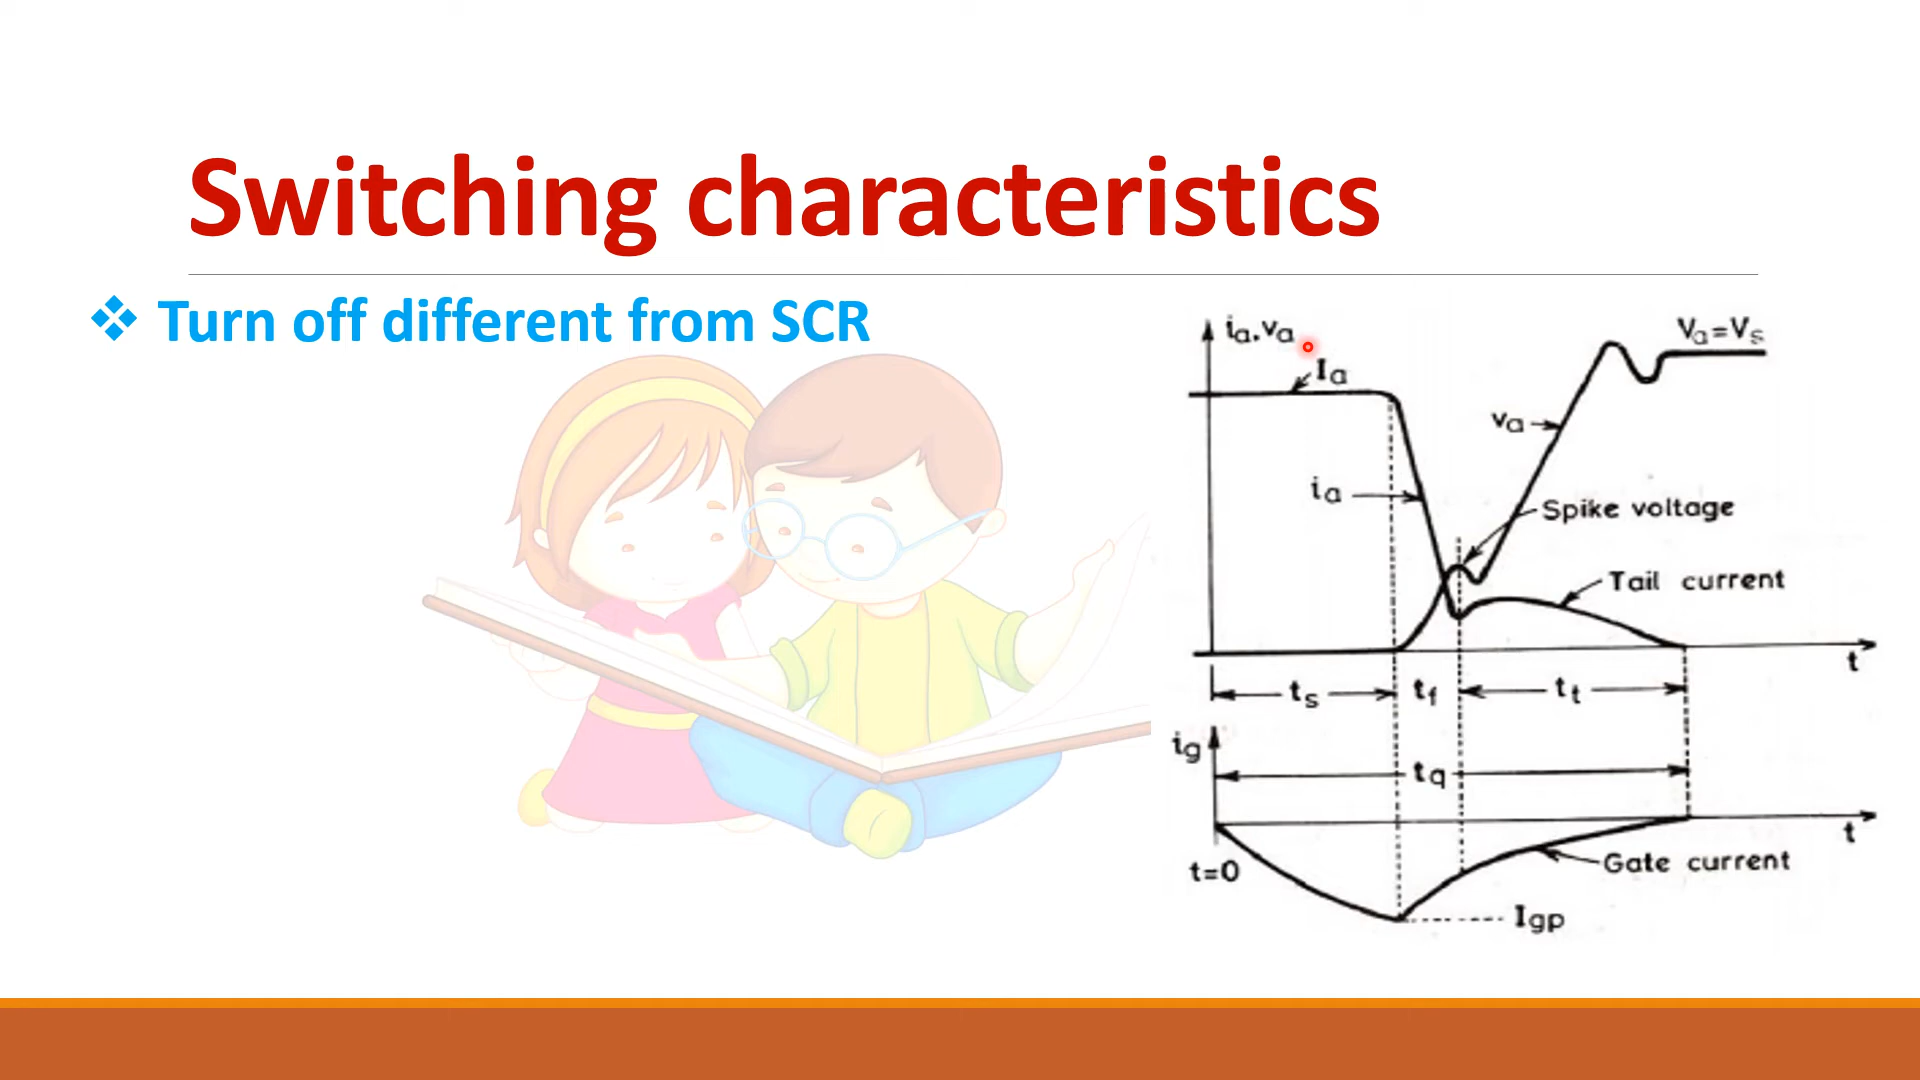 Switching characteristics
❖ Turn off different from SCR
ia.va
Va=Vs
Ia
va
ia
Spike voltage
Tail current
t
ts
tf
tt
ig
tq
t
Gate current
t=0
Igp